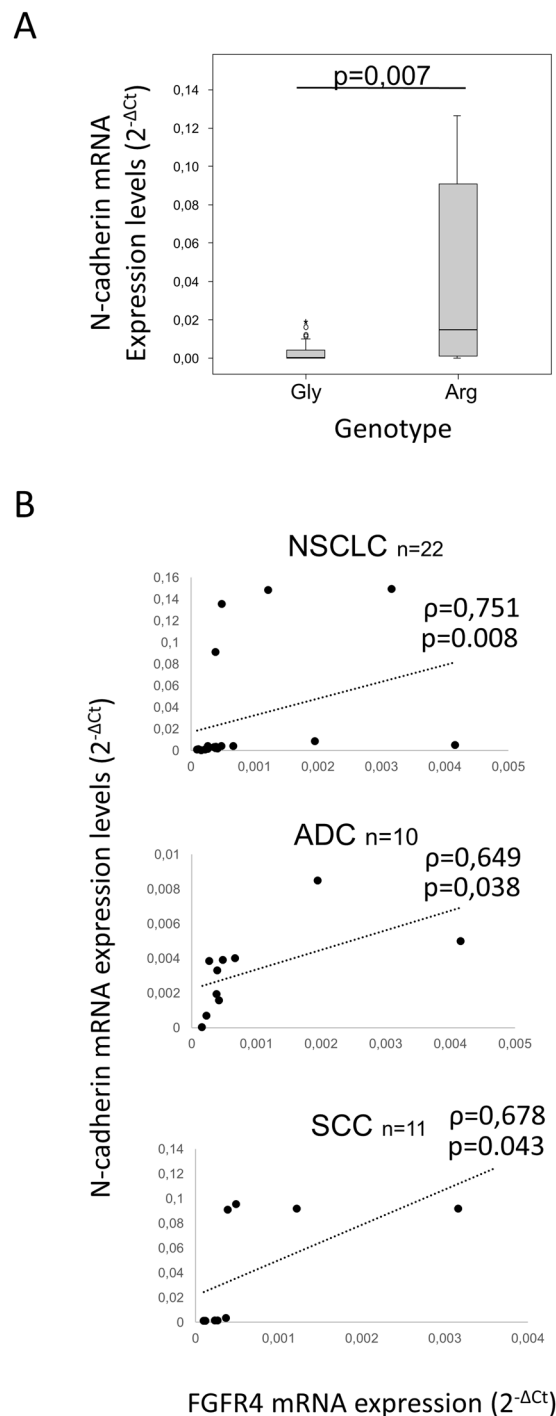 A
p=0,007
N-cadherin mRNA
Expression levels (2-ΔCt)
0,14
0,12
0,10
0,08
0,06
0,04
0,02
0,00
Gly Arg
Genotype
B
N-cadherin mRNA expression levels (2-ΔCt)
NSCLC n=22
ρ=0,751
p=0.008
0,16
0,14
0,12
0,1
0,08
0,06
0,04
0,02
0
0 0,001 0,002 0,003 0,004 0,005
ADC n=10
ρ=0,649
p=0,038
0,01
0,008
0,006
0,004
0,002
0
0 0,001 0,002 0,003 0,004 0,005
SCC n=11
ρ=0,678
p=0.043
0,14
0,12
0,1
0,08
0,06
0,04
0,02
0
0 0,001 0,002 0,003 0,004
FGFR4 mRNA expression (2-ΔCt)